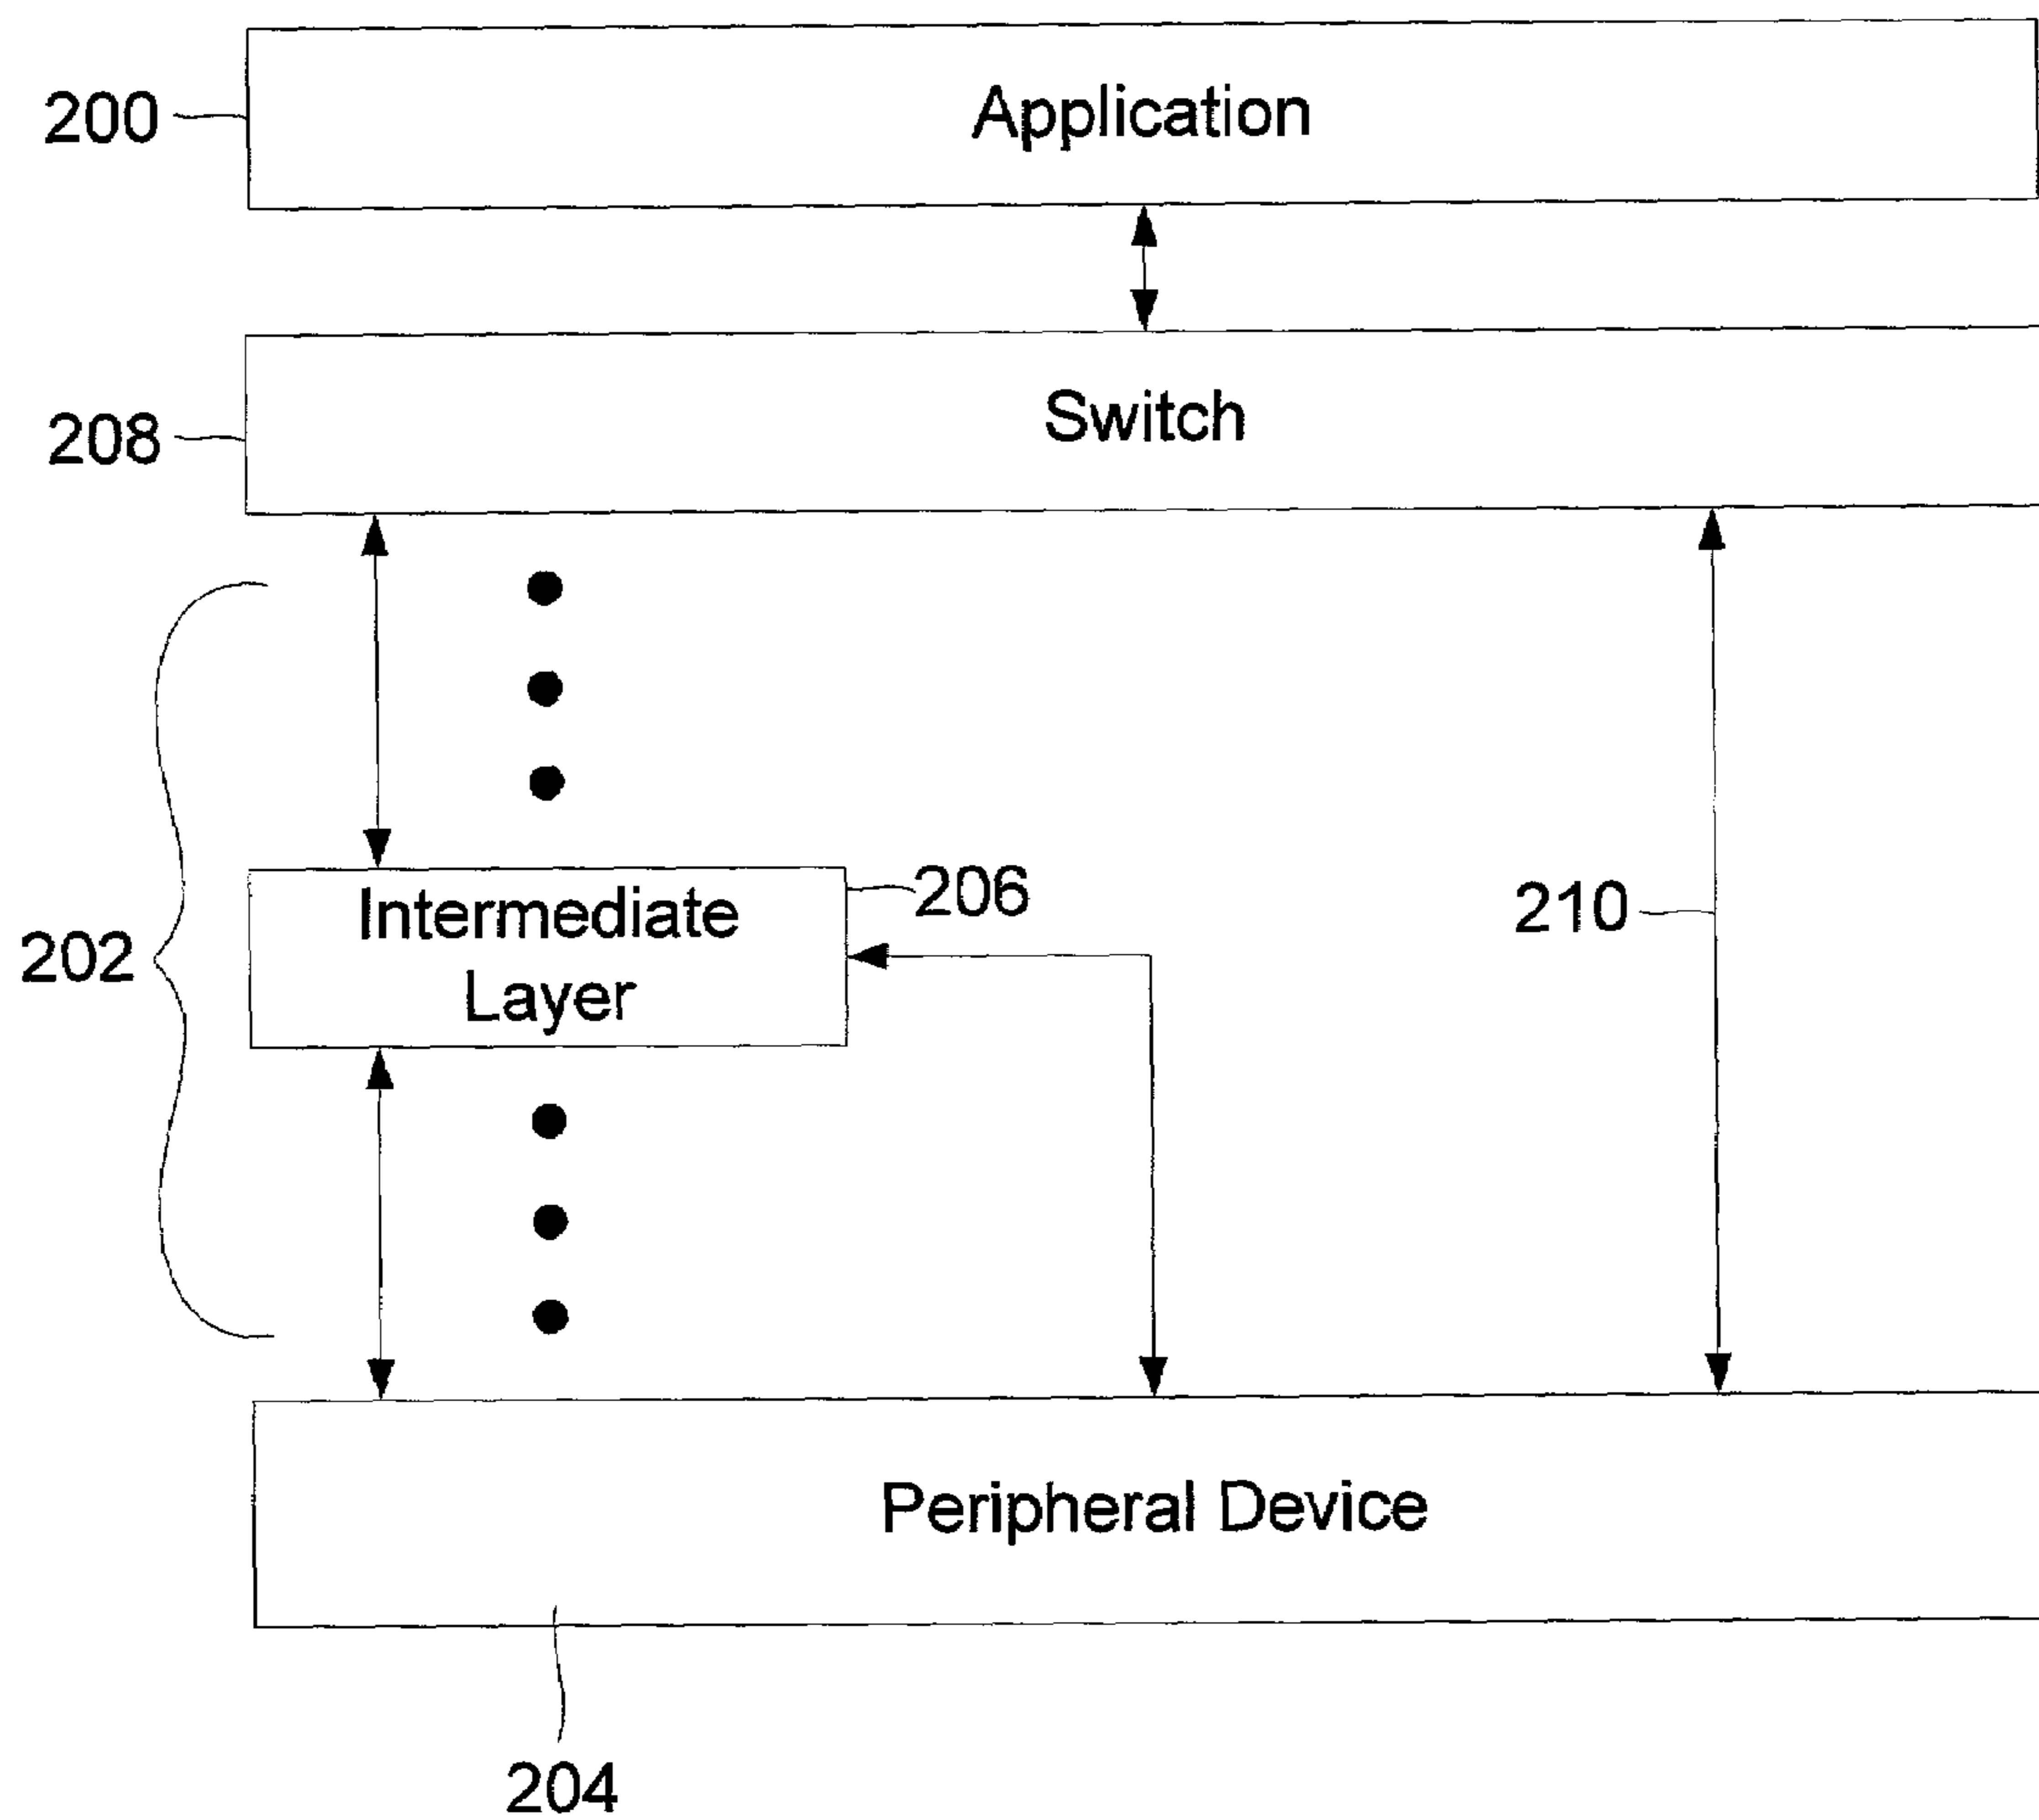 Application
200
Switch
208
206
Intermediate
Layer
210
202
Peripheral Device
204